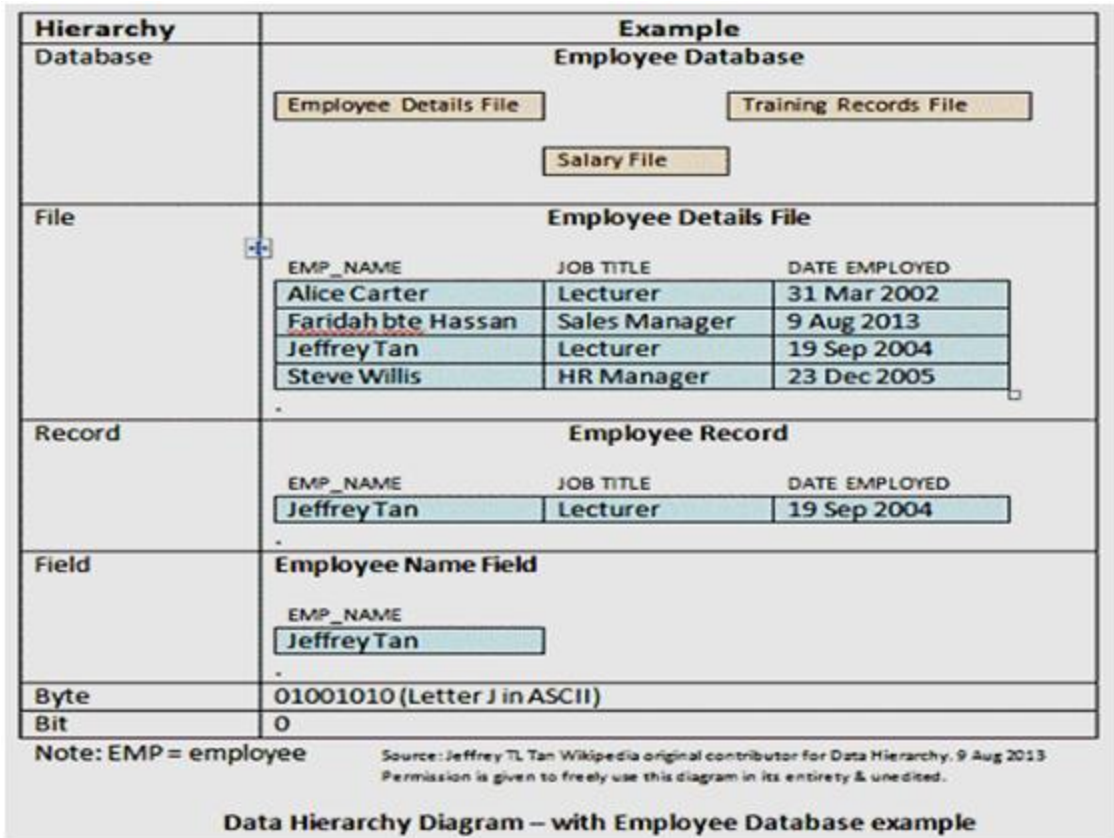 Hierarchy Example
Database Employee Database
Employee Details File Training Records File
Salary File
File Employee Details File
EMP_NAME JOB TITLE DATE EMPLOYED
Alice Carter Lecturer 31 Mar 2002
Faridah bte Hassan Sales Manager 9 Aug 2013
Jeffrey Tan Lecturer 19 Sep 2004
Steve Willis HR Manager 23 Dec 2005
.
Record Employee Record
EMP_NAME JOB TITLE DATE EMPLOYED
Jeffrey Tan Lecturer 19 Sep 2004
.
Field Employee Name Field
EMP_NAME
Jeffrey Tan
.
Byte 01001010 (Letter J in ASCII)
Bit 0
Note: EMP = employee Source: Jeffrey TL Tan Wikipedia original contributor for Data Hierarchy. 9 Aug 2013
Permission is given to freely use this diagram in its entirety & unedited.
Data Hierarchy Diagram – with Employee Database example